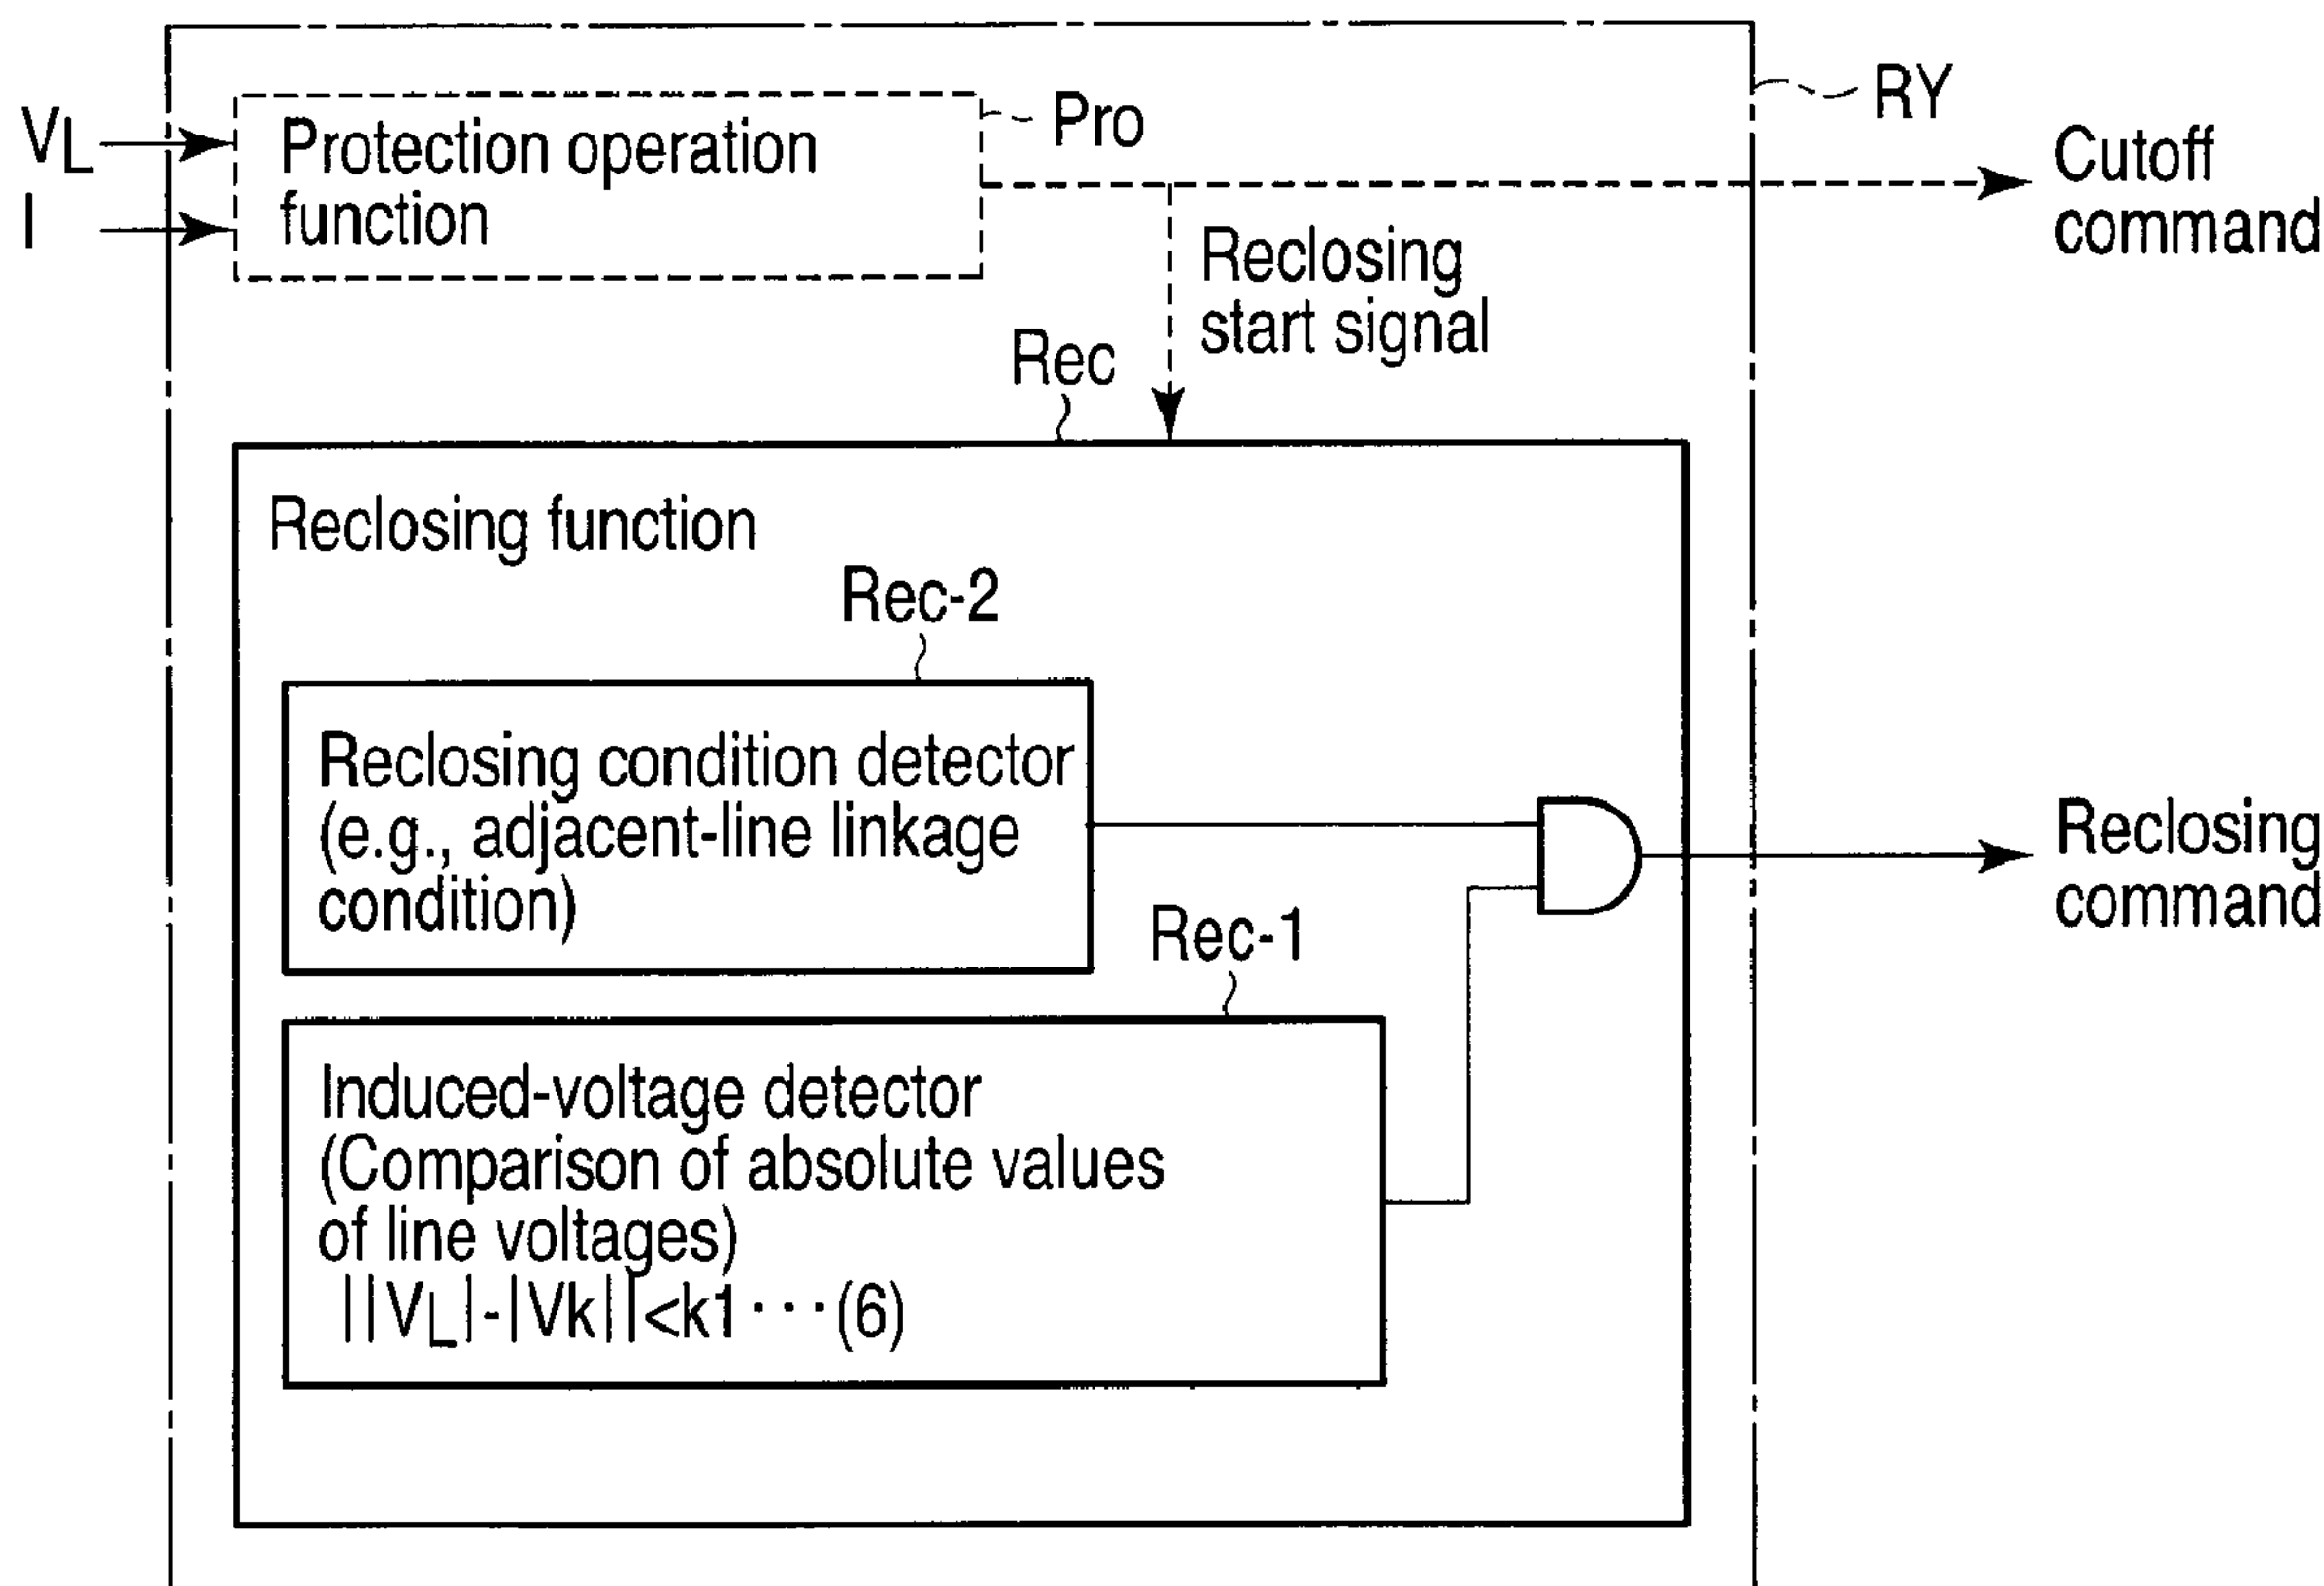 RY
V_L
I
Protection operation
function
Pro
Cutoff
command
Reclosing
start signal
Rec
Reclosing function
Rec-2
Reclosing condition detector
(e.g., adjacent-line linkage
condition)
Reclosing
command
Rec-1
Induced-voltage detector
(Comparison of absolute values
of line voltages)
||V_L|-|Vk||<k1···(6)